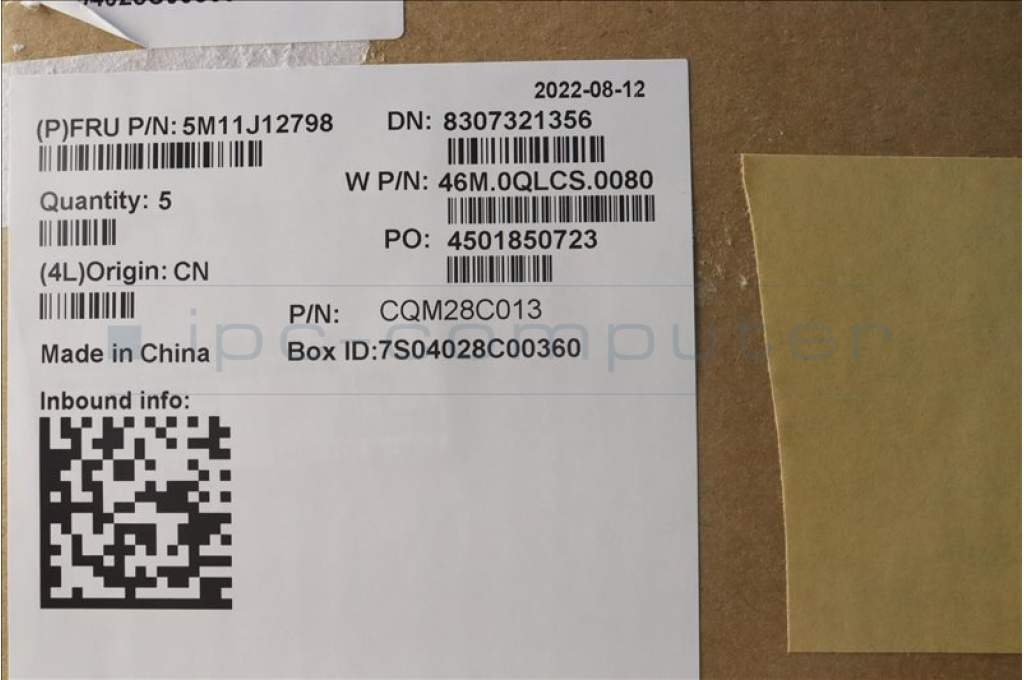 2022-08-12
(P)FRU P/N: 5M11J12798
DN: 8307321356
W P/N: 46M.0QLCS.0080
Quantity: 5
PO: 4501850723
(4L)Origin: CN
P/N: CQM28C013
Made in China
Box ID:7S04028C00360
Inbound info:
ipc-computer